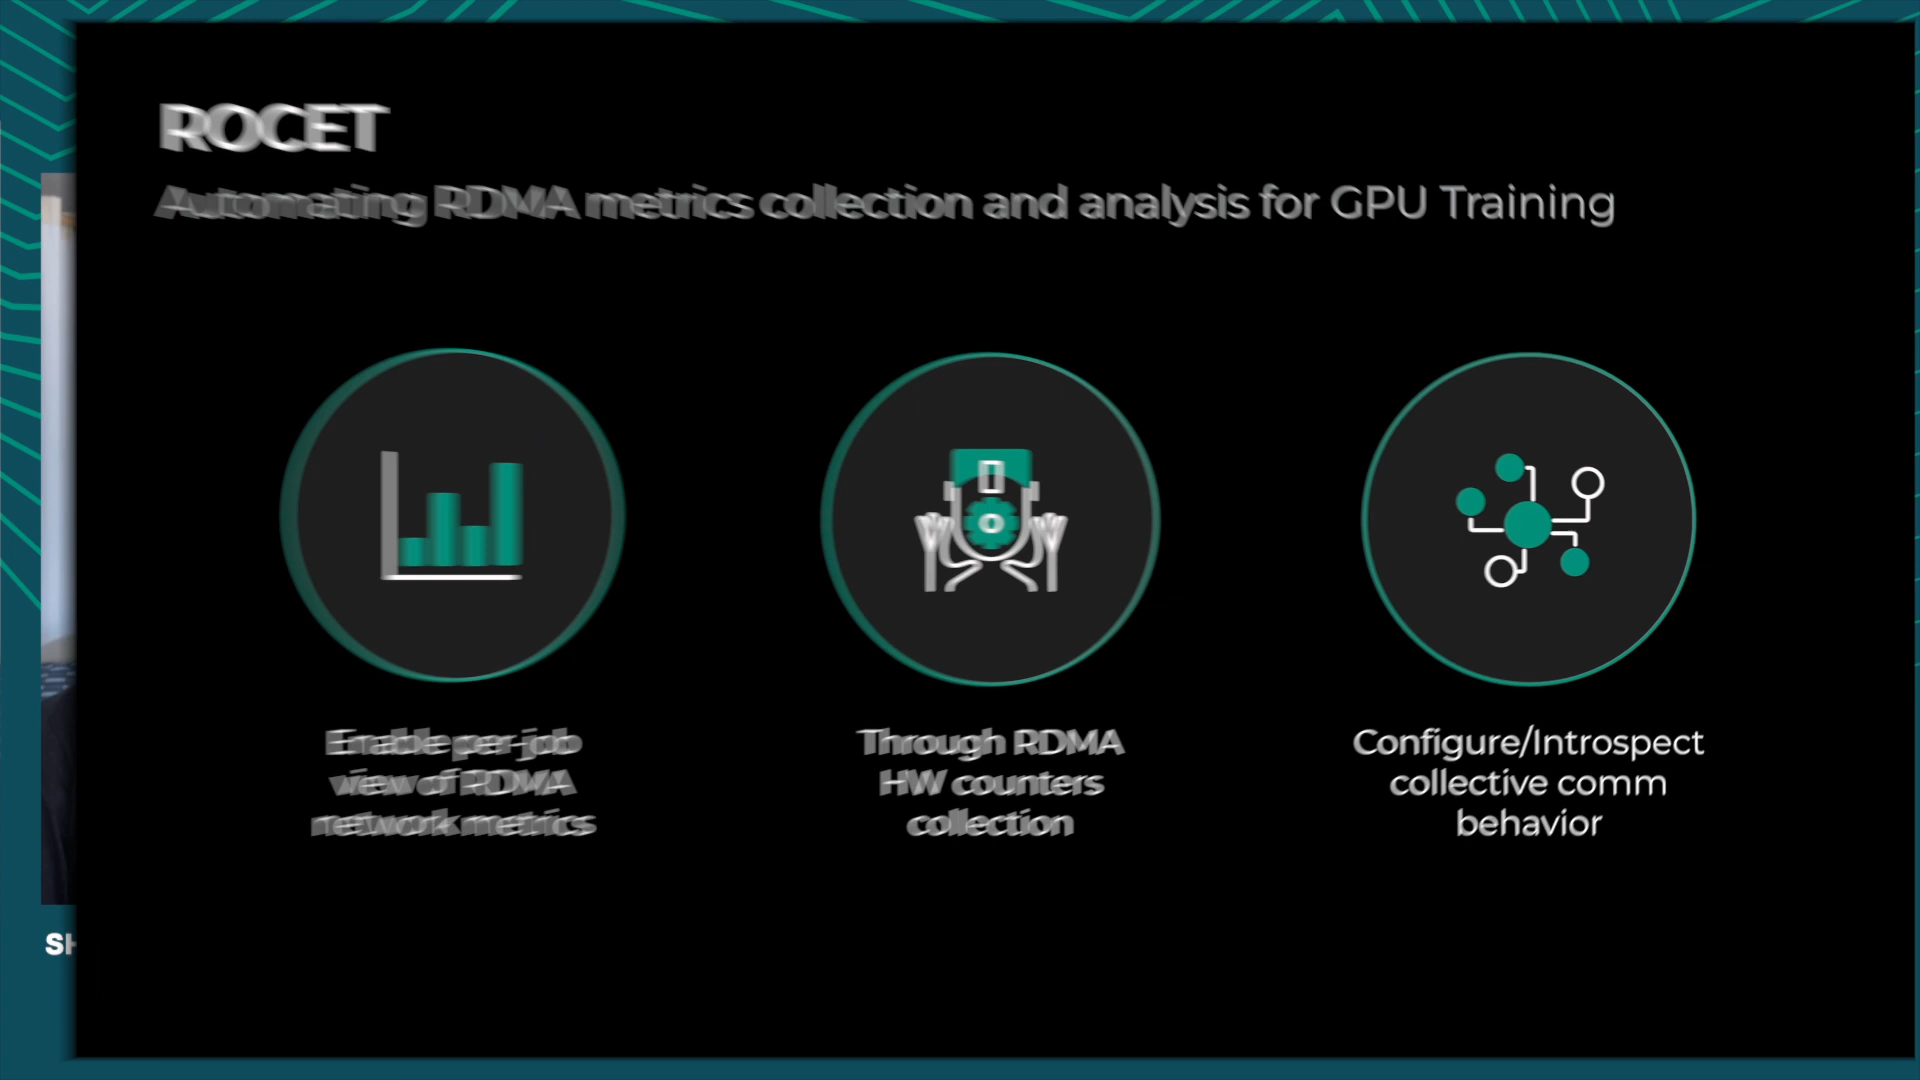 ROCET
Automating RDMA metrics collection and analysis for GPU Training
Enable per-job
view of RDMA
network metrics
Through RDMA
HW counters
collection
Configure/Introspect
collective comm
behavior
SH